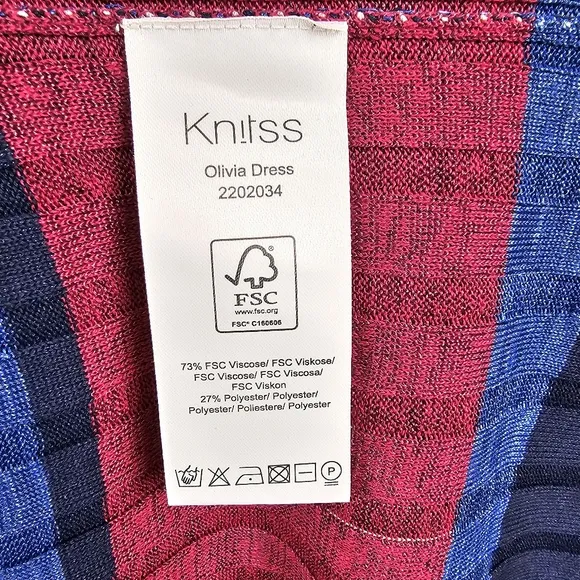 Knitss
Olivia Dress
2202034
FSC
www.fsc.org
FSC® C160606
73% FSC Viscose/ FSC Viskose/
FSC Viscose/ FSC Viscosa/
FSC Viskon
27% Polyester/ Polyester/
Polyester/ Poliestere/ Polyester
P